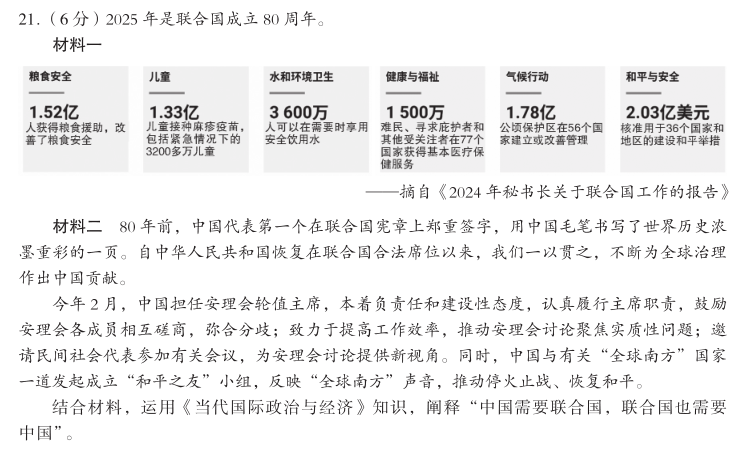 21.（6分）2025年是联合国成立80周年。
材料一
粮食安全
1.52亿
人获得粮食援助，改
善了粮食安全
儿童
1.33亿
儿童接种麻疹疫苗，
包括紧急情况下的
3200多万儿童
水和环境卫生
3 600万
人可以在需要时享用
安全饮用水
健康与福祉
1 500万
难民、寻求庇护者和
其他受关注者在77个
国家获得基本医疗保
健服务
气候行动
1.78亿
公顷保护区在56个国
家建立或改善管理
和平与安全
2.03亿美元
核准用于36个国家和
地区的建设和平举措
——摘自《2024年秘书长关于联合国工作的报告》
材料二 80年前，中国代表第一个在联合国宪章上郑重签字，用中国毛笔书写了世界历史浓
墨重彩的一页。自中华人民共和国恢复在联合国合法席位以来，我们一以贯之，不断为全球治理
作出中国贡献。
今年2月，中国担任安理会轮值主席，本着负责任和建设性态度，认真履行主席职责，鼓励
安理会各成员相互磋商，弥合分歧；致力于提高工作效率，推动安理会讨论聚焦实质性问题；邀
请民间社会代表参加有关会议，为安理会讨论提供新视角。同时，中国与有关“全球南方”国家
一道发起成立“和平之友”小组，反映“全球南方”声音，推动停火止战、恢复和平。
结合材料，运用《当代国际政治与经济》知识，阐释“中国需要联合国，联合国也需要
中国”。